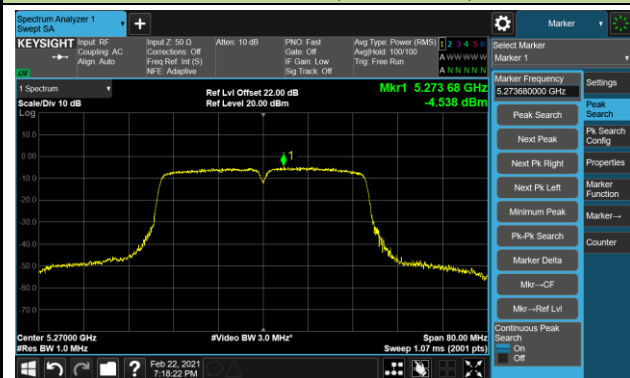 Spectrum Analyzer 1
Swept SA
Marker
KEYSIGHT
Input: RF
Coupling: AC
Align: Auto
Input Z: 50 Ω
Corrections: Off
Freq Ref: Int (S)
NFE: Adaptive
Atten: 10 dB
PNO: Fast
Gate: Off
IF Gain: Low
Sig Track: Off
Avg Type: Power (RMS)
Avg|Hold: 100/100
Trig: Free Run
1 2 3 4 5 6
A W W W W W
A N N N N N
LVI
Select Marker
Marker 1
1 Spectrum
Scale/Div 10 dB
Log
Ref Lvl Offset 22.00 dB
Ref Level 20.00 dBm
Mkr1 5.273 68 GHz
-4.538 dBm
10.0
0.00
-10.0
-20.0
-30.0
-40.0
-50.0
-60.0
-70.0
1
Center 5.27000 GHz
#Res BW 1.0 MHz
#Video BW 3.0 MHz*
Span 80.00 MHz
Sweep 1.07 ms (2001 pts)
Marker Frequency
5.273680000 GHz
Peak Search
Next Peak
Next Pk Right
Next Pk Left
Minimum Peak
Pk-Pk Search
Marker Delta
Mkr→CF
Mkr→Ref Lvl
Continuous Peak
Search
On
Off
Settings
Peak
Search
Pk Search
Config
Properties
Marker
Function
Marker→
Counter
?
Feb 22, 2021
7:18:22 PM